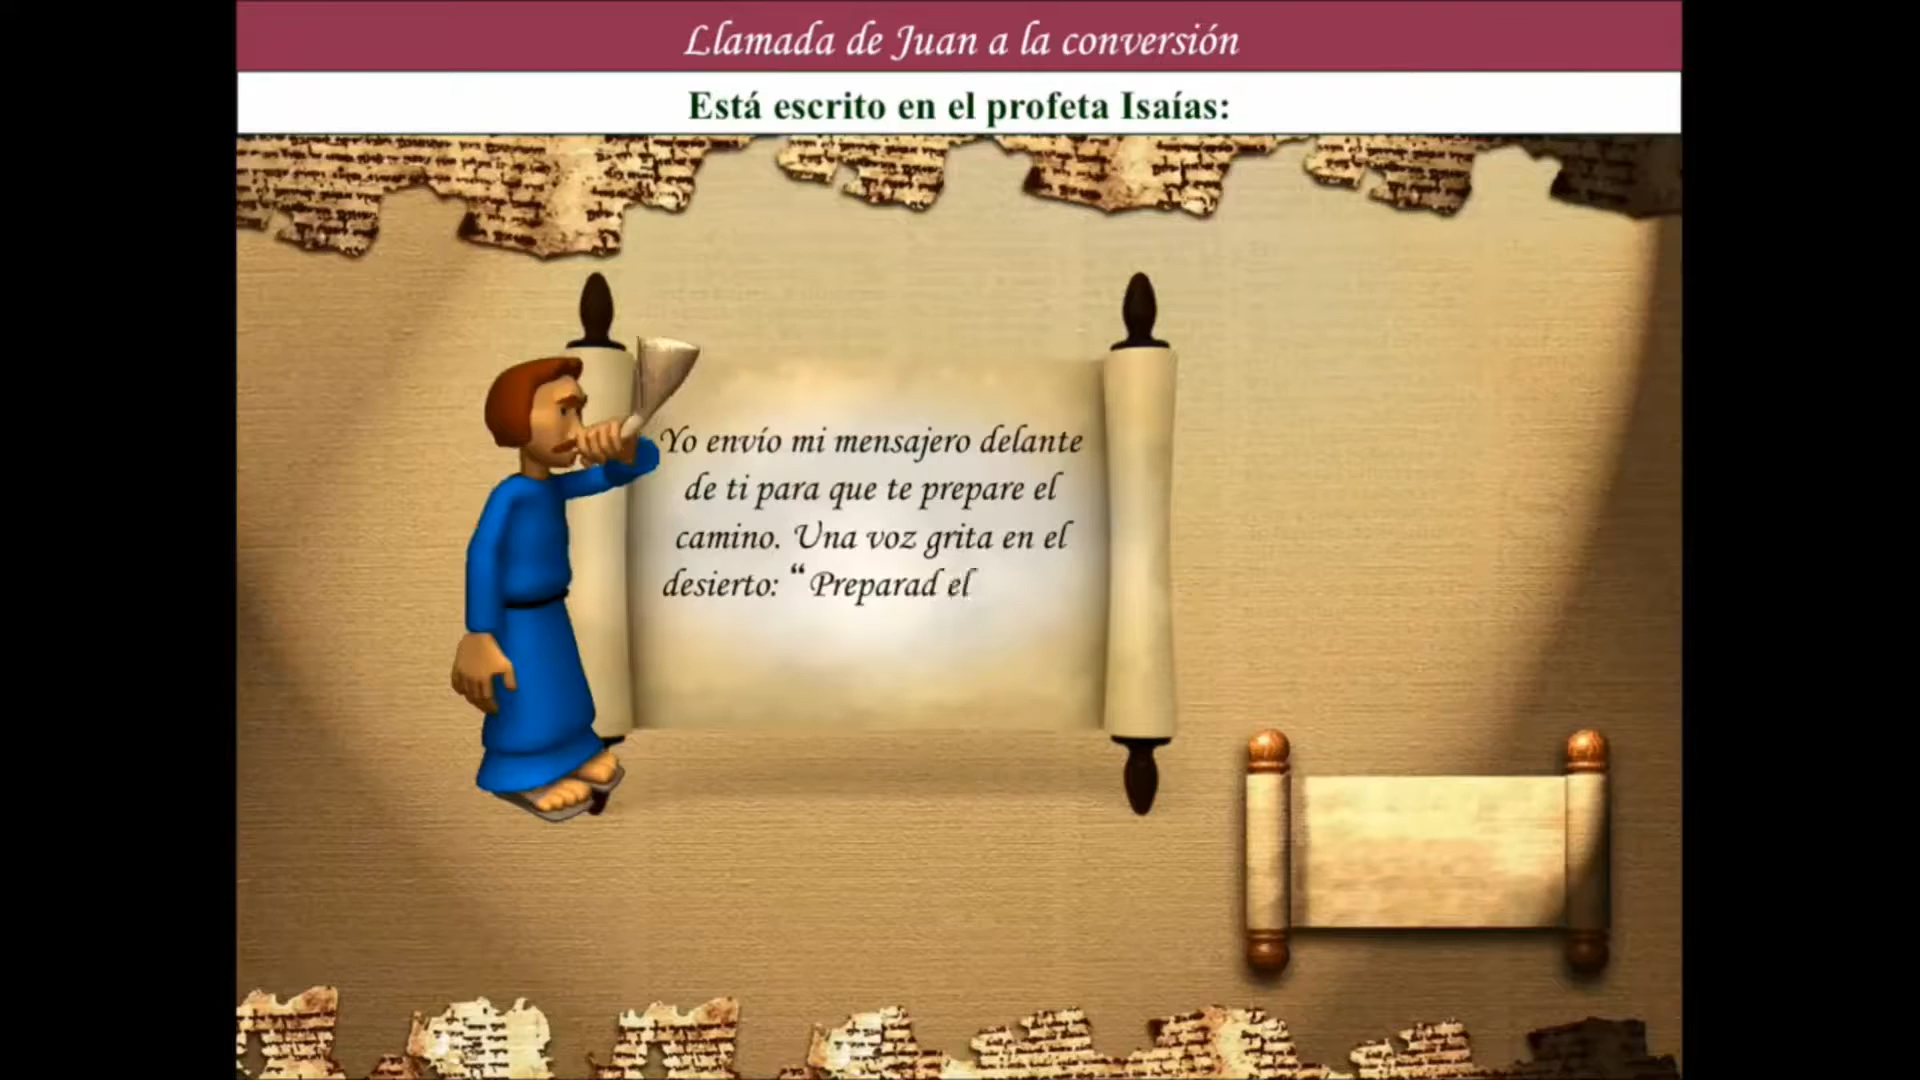 Llamada de Juan a la conversión
Está escrito en el profeta Isaías:
Yo envío mi mensajero delante
de ti para que te prepare el
camino. Una voz grita en el
desierto: “Preparad el